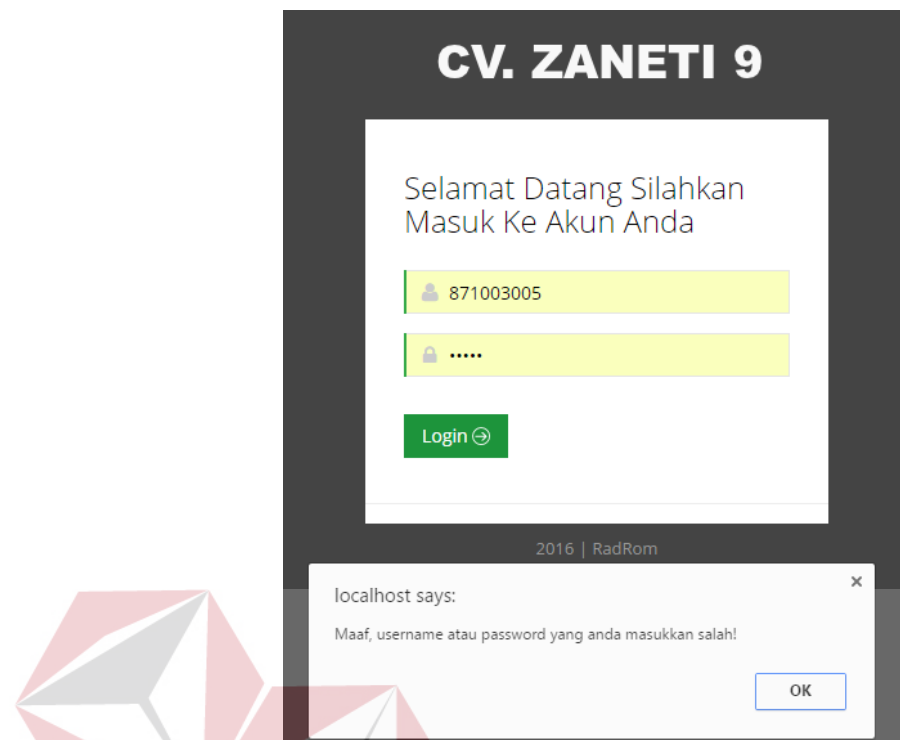 CV. ZANETI 9
Selamat Datang Silahkan
Masuk Ke Akun Anda
871003005
•••••
Login
2016 | RadRom
localhost says:
Maaf, username atau password yang anda masukkan salah!
OK